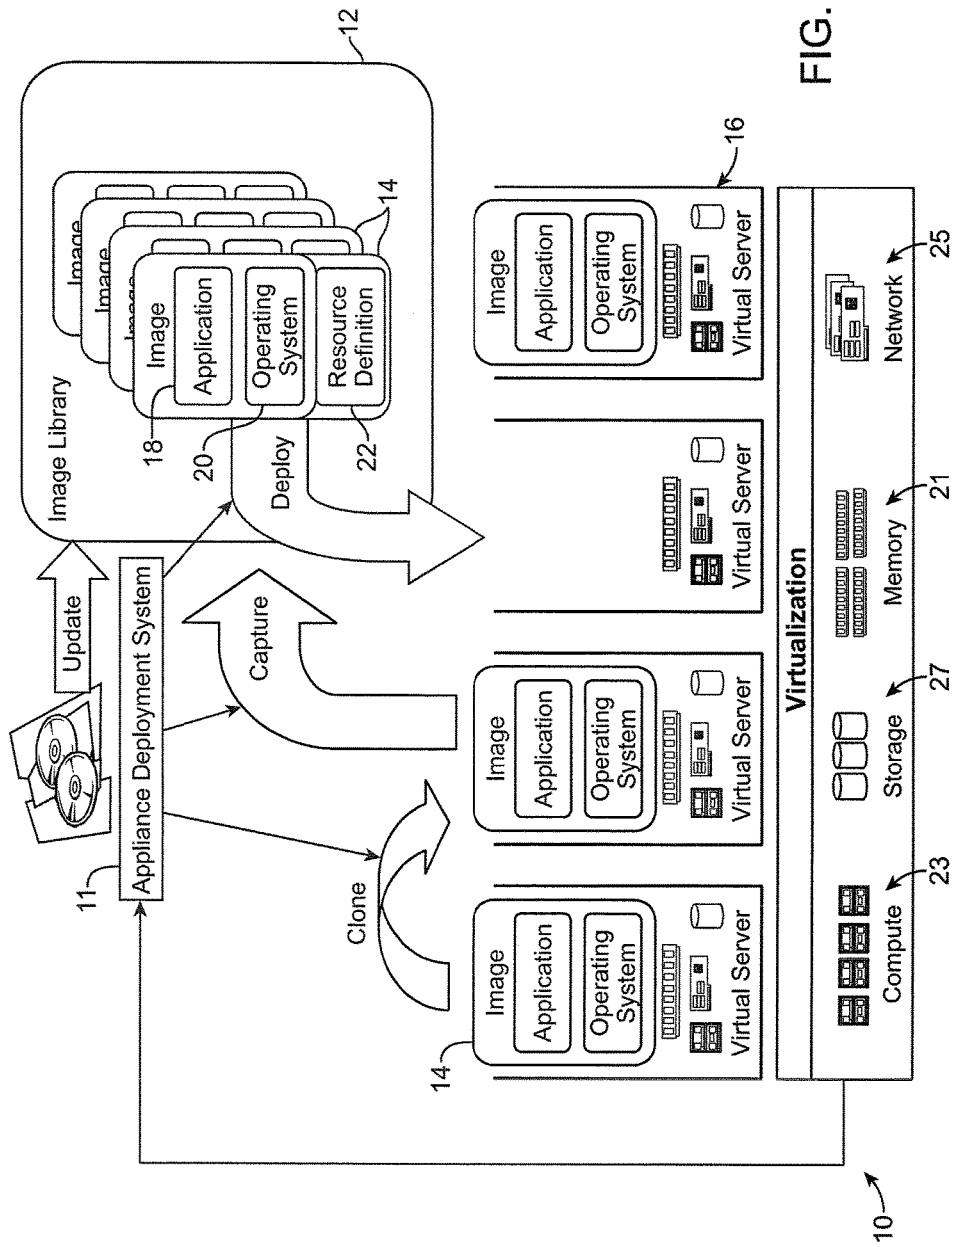 Update
11
Appliance Deployment System
12
Image Library
Image
Image
Image
Image
14
18
Application
20
Operating
System
22
Resource
Definition
Deploy
Capture
Clone
14
Image
Application
Operating
System
Virtual Server
Image
Application
Operating
System
Virtual Server
Virtual Server
Image
Application
Operating
System
Virtual Server
16
Virtualization
Compute
23
Storage
27
Memory
21
Network
25
10
FIG.